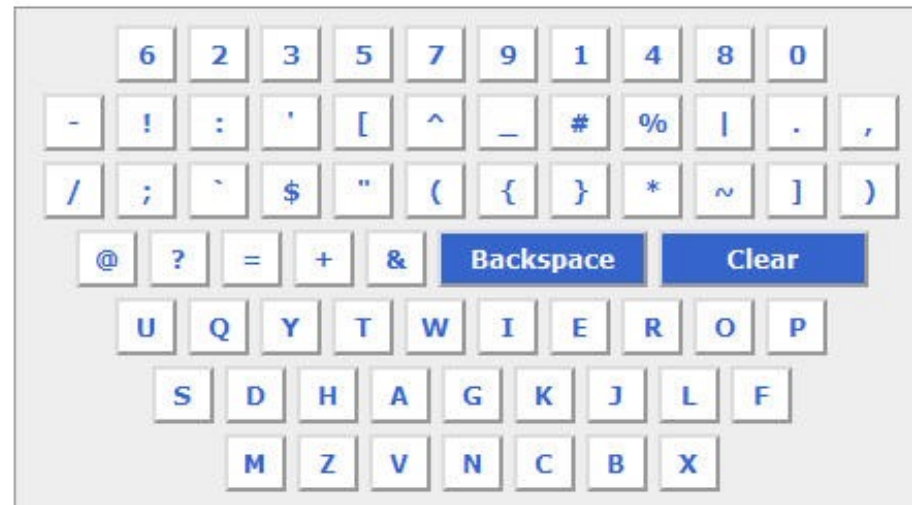 6 2 3 5 7 9 1 4 8 0
- ! : ' [ ^ _ # % | . ,
/ ; ` $ " ( { } * ~ ] )
@ ? = + & Backspace Clear
U Q Y T W I E R O P
S D H A G K J L F
M Z V N C B X